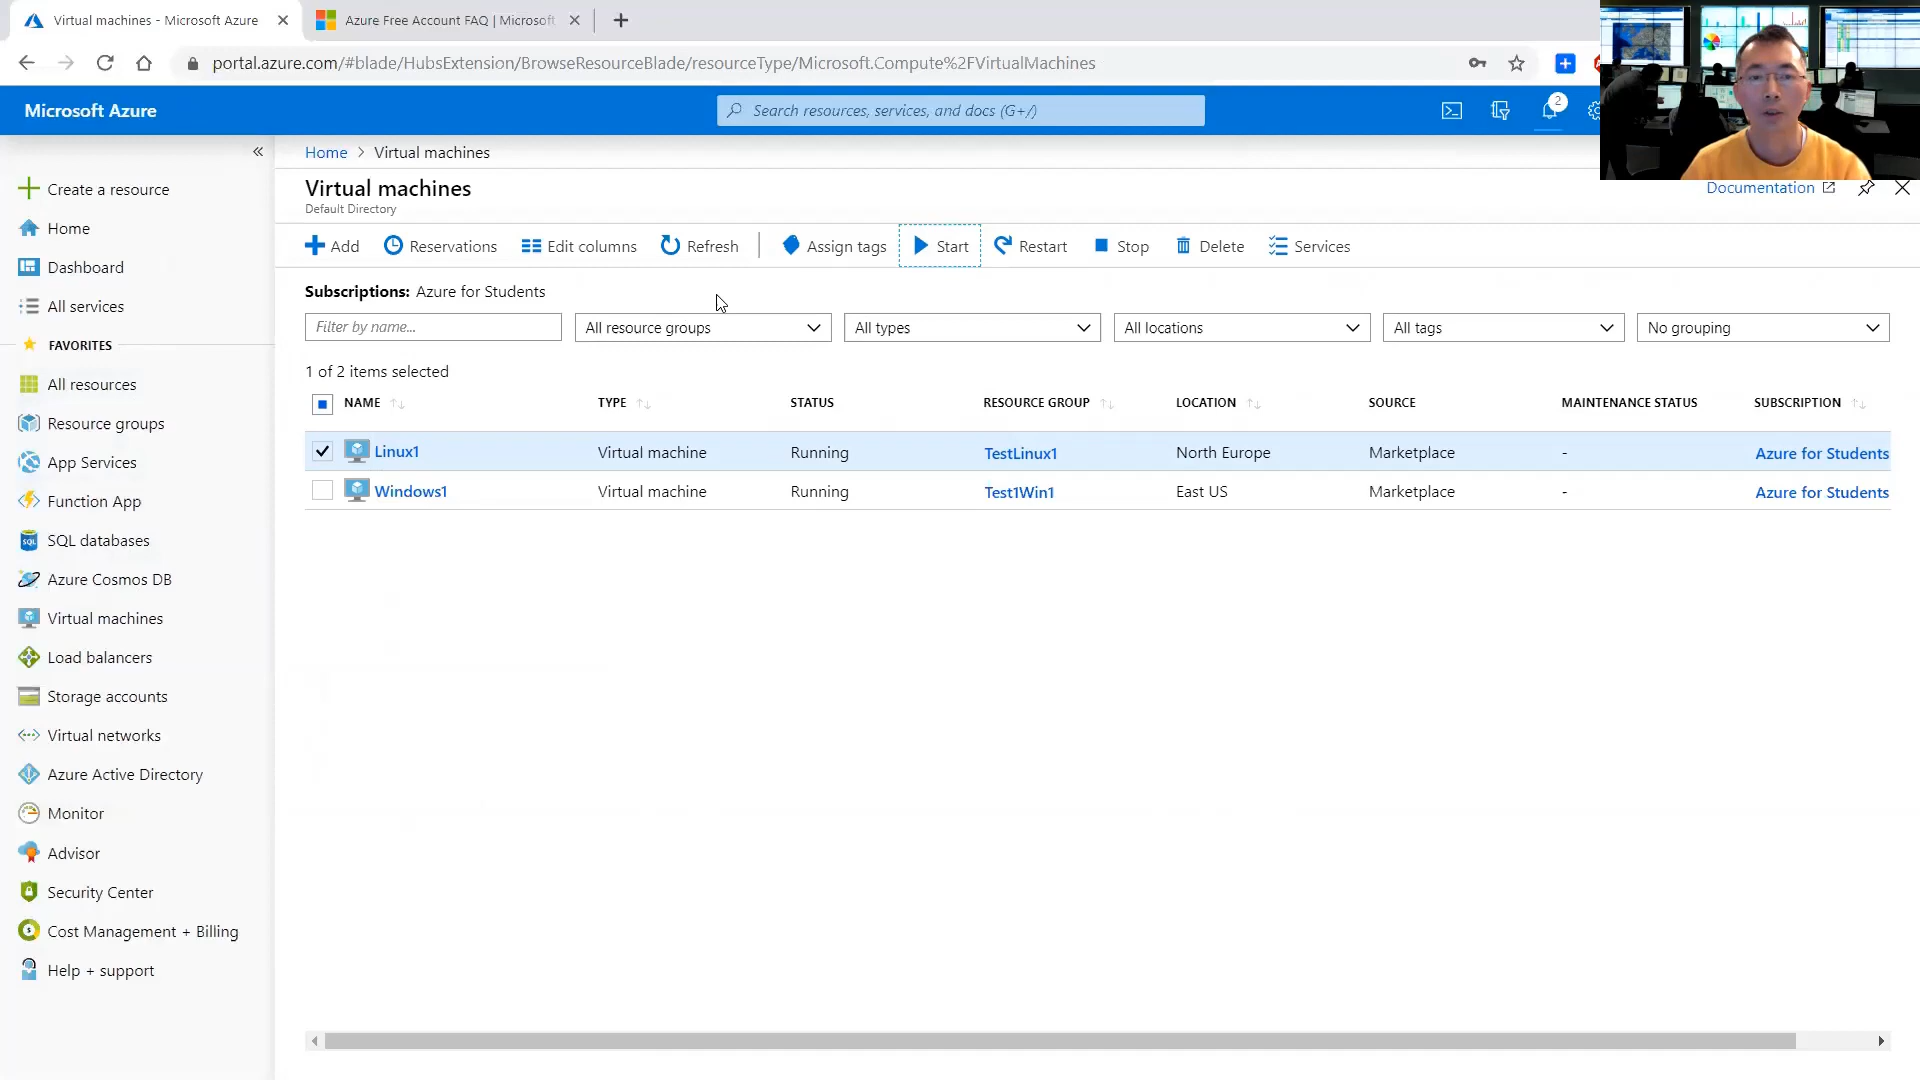 Virtual machines - Microsoft Azure
Azure Free Account FAQ | Microsoft
portal.azure.com/#blade/HubsExtension/BrowseResourceBlade/resourceType/Microsoft.Compute%2FVirtualMachines
Microsoft Azure
Search resources, services, and docs (G+/)
2
Home > Virtual machines
Virtual machines
Default Directory
Documentation
Create a resource
Home
Dashboard
All services
FAVORITES
All resources
Resource groups
App Services
Function App
SQL databases
Azure Cosmos DB
Virtual machines
Load balancers
Storage accounts
Virtual networks
Azure Active Directory
Monitor
Advisor
Security Center
Cost Management + Billing
Help + support
Add Reservations Edit columns Refresh Assign tags Start Restart Stop Delete Services
Subscriptions: Azure for Students
Filter by name... All resource groups All types All locations All tags No grouping
1 of 2 items selected
NAME TYPE STATUS RESOURCE GROUP LOCATION SOURCE MAINTENANCE STATUS SUBSCRIPTION
Linux1 Virtual machine Running TestLinux1 North Europe Marketplace - Azure for Students
Windows1 Virtual machine Running Test1Win1 East US Marketplace - Azure for Students